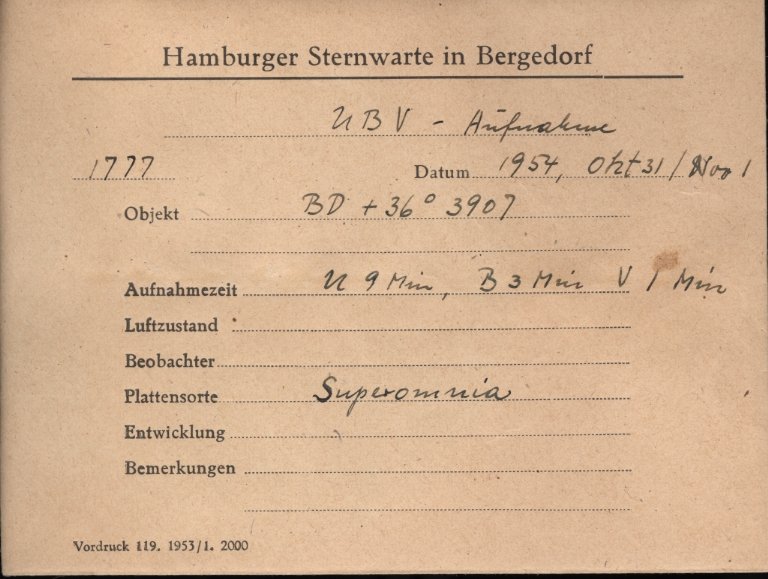 Hamburger Sternwarte in Bergedorf
UBV - Aufnahme
1777 Datum 1954, Okt 31/Nov 1
Objekt BD + 36° 3907
Aufnahmezeit U 9 Min, B 3 Min V 1 Min
Luftzustand
Beobachter
Plattensorte Superomnia
Entwicklung
Bemerkungen
Vordruck 119. 1953/1. 2000